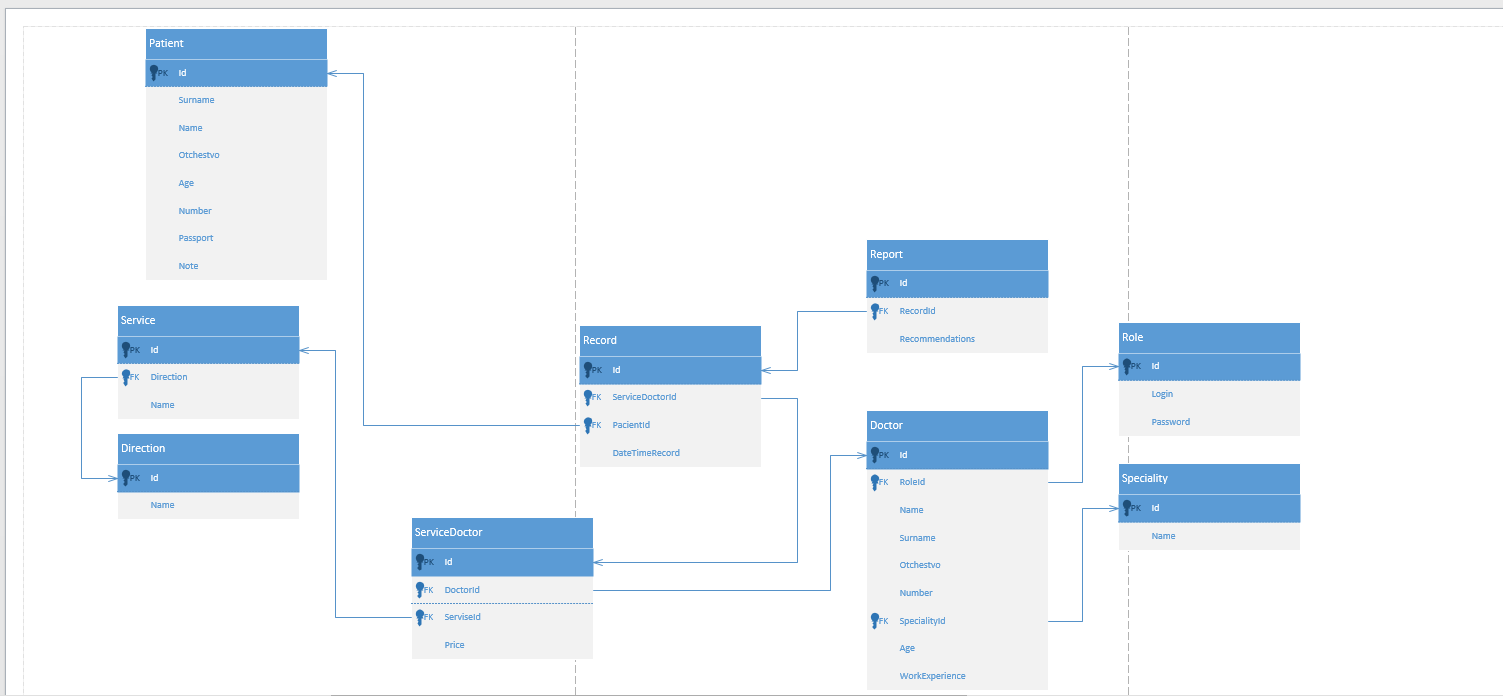 Patient
PK Id
Surname
Name
Otchestvo
Age
Number
Passport
Note
Service
PK Id
FK Direction
Name
Direction
PK Id
Name
Record
PK Id
FK ServiceDoctorId
FK PacientId
DateTimeRecord
ServiceDoctor
PK Id
FK DoctorId
FK ServiseId
Price
Report
PK Id
FK RecordId
Recommendations
Doctor
PK Id
FK RoleId
Name
Surname
Otchestvo
Number
FK SpecialityId
Age
WorkExperience
Role
PK Id
Login
Password
Speciality
PK Id
Name